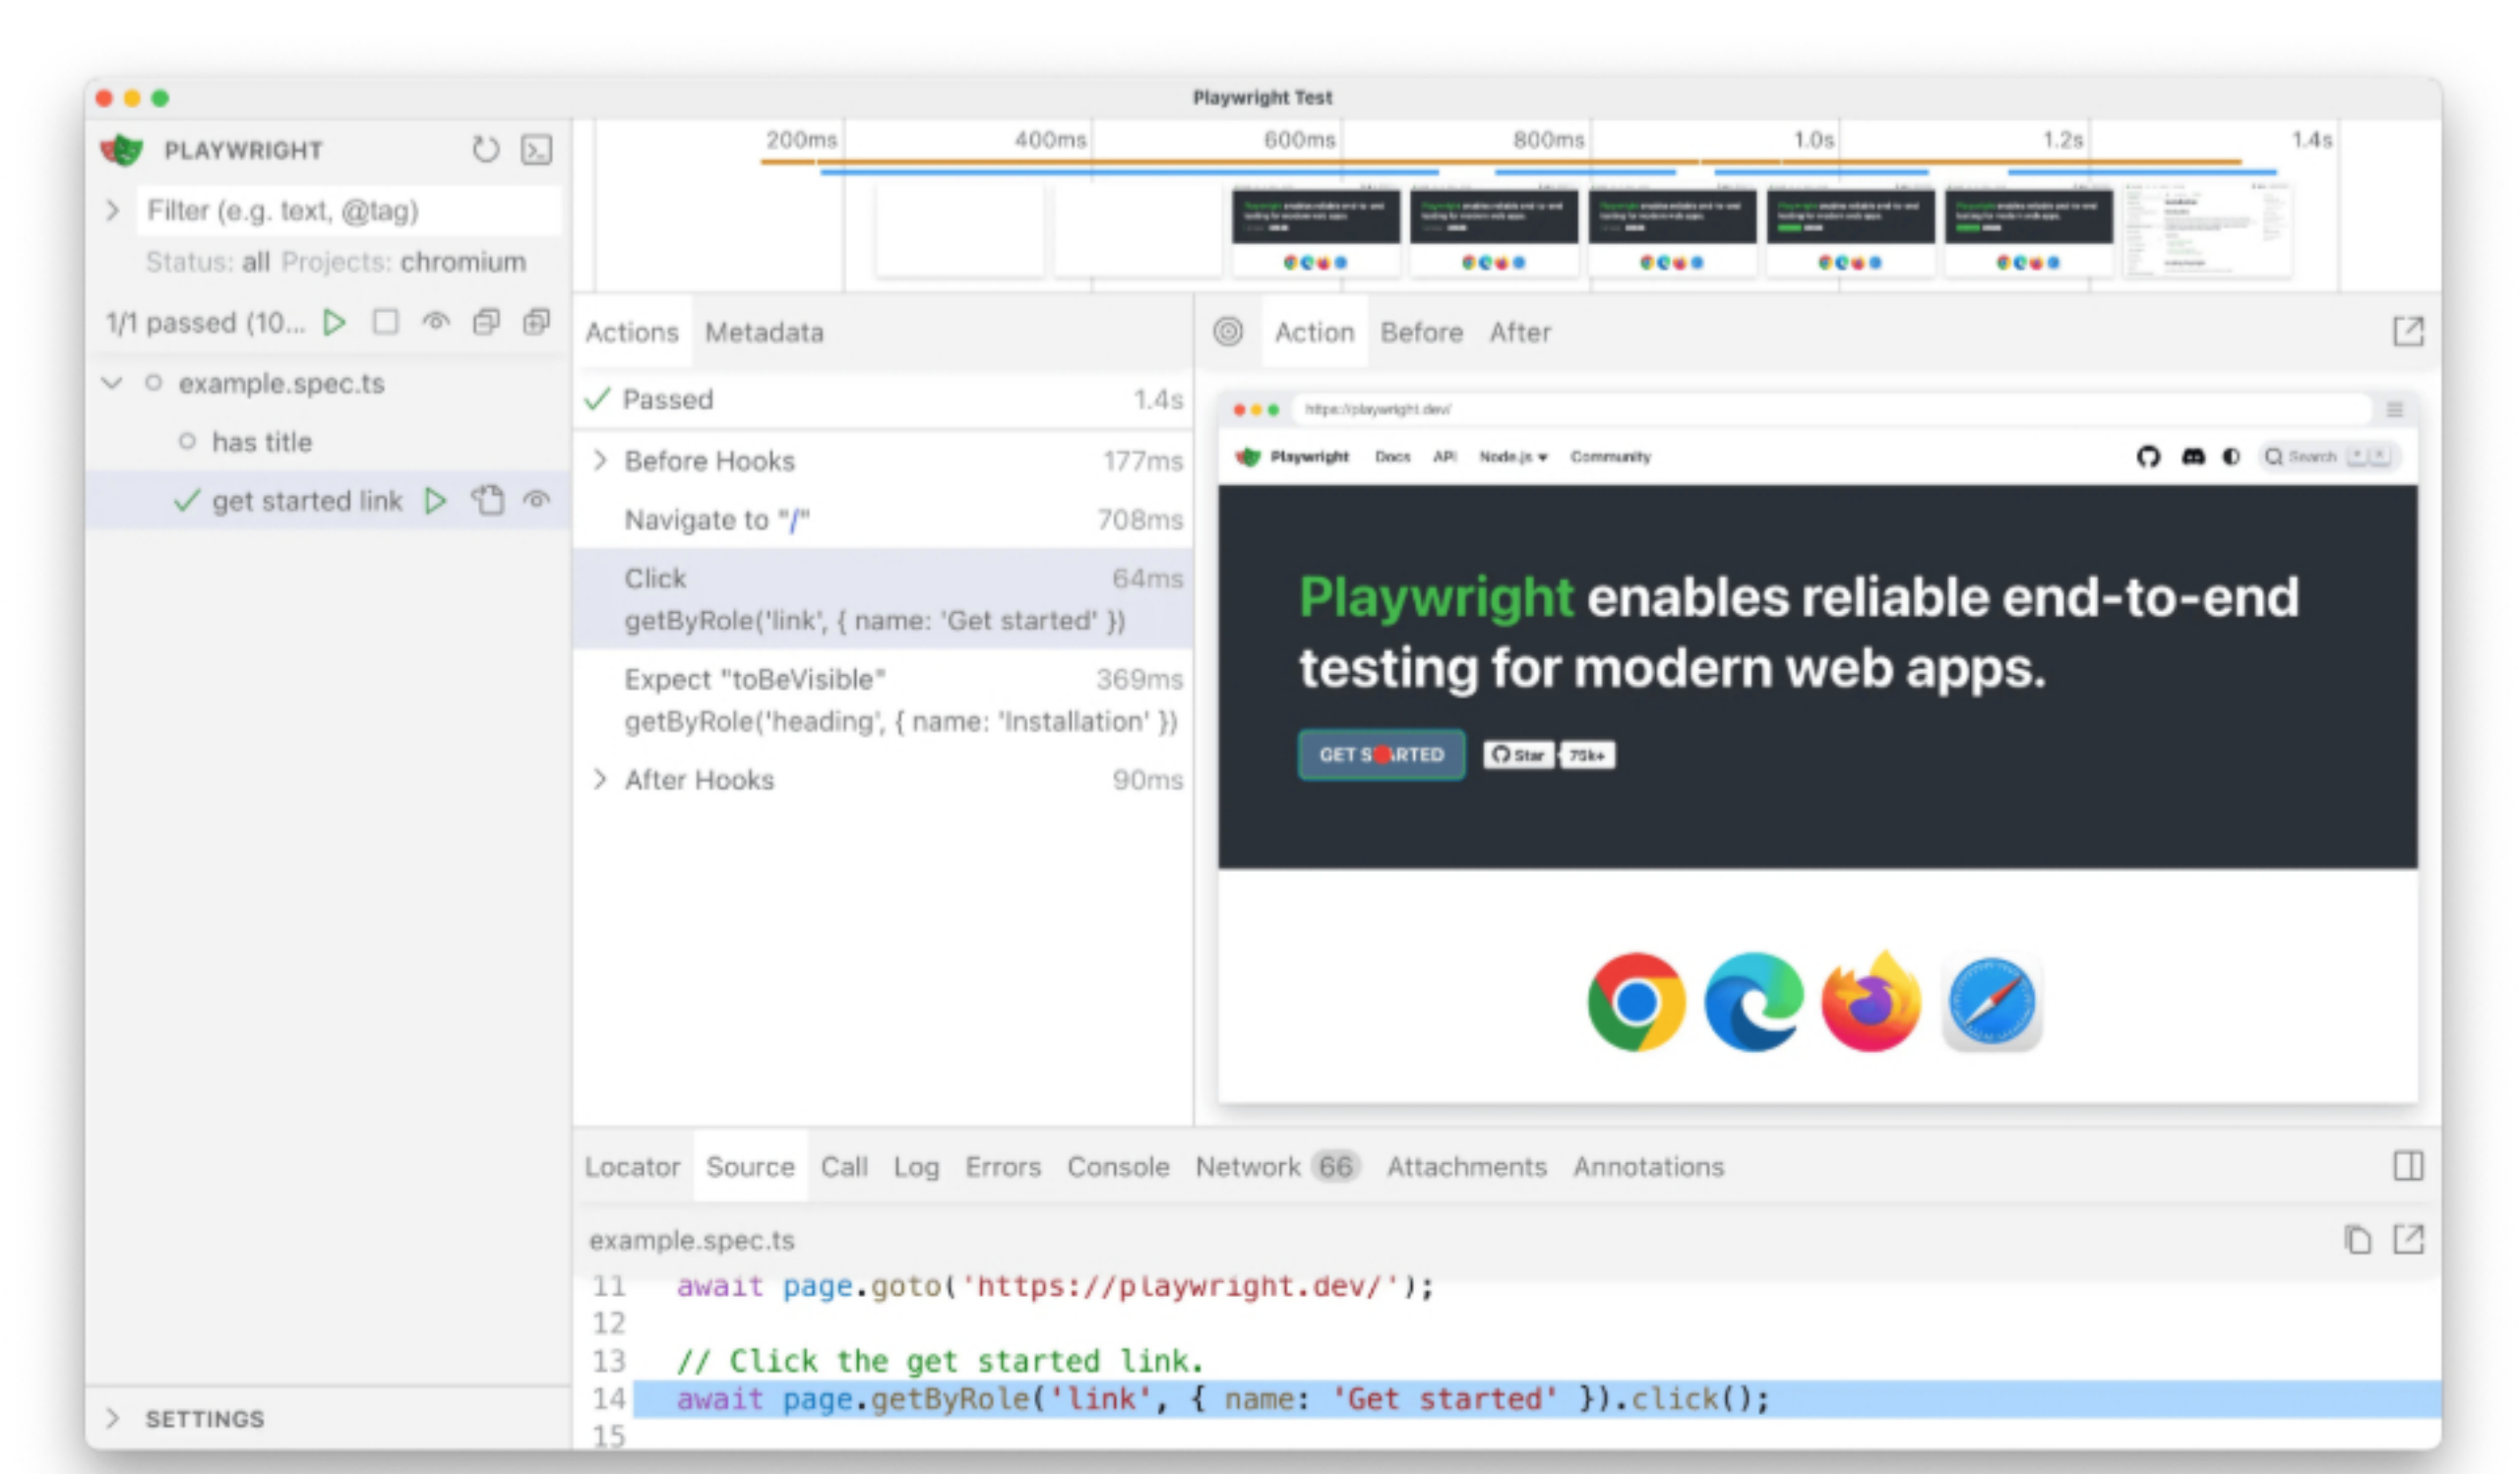 Playwright Test
PLAYWRIGHT
Filter (e.g. text, @tag)
Status: all Projects: chromium
1/1 passed (10...
example.spec.ts
has title
get started link
SETTINGS
200ms 400ms 600ms 800ms 1.0s 1.2s 1.4s
Actions Metadata
Passed 1.4s
Before Hooks 177ms
Navigate to "/" 708ms
Click 64ms
getByRole('link', { name: 'Get started' })
Expect "toBeVisible" 369ms
getByRole('heading', { name: 'Installation' })
After Hooks 90ms
Action Before After
https://playwright.dev/
Playwright Docs API Node.js Community Search
Playwright enables reliable end-to-end
testing for modern web apps.
GET STARTED Star
Locator Source Call Log Errors Console Network 66 Attachments Annotations
example.spec.ts
11 await page.goto('https://playwright.dev/');
12
13 // Click the get started link.
14 await page.getByRole('link', { name: 'Get started' }).click();
15